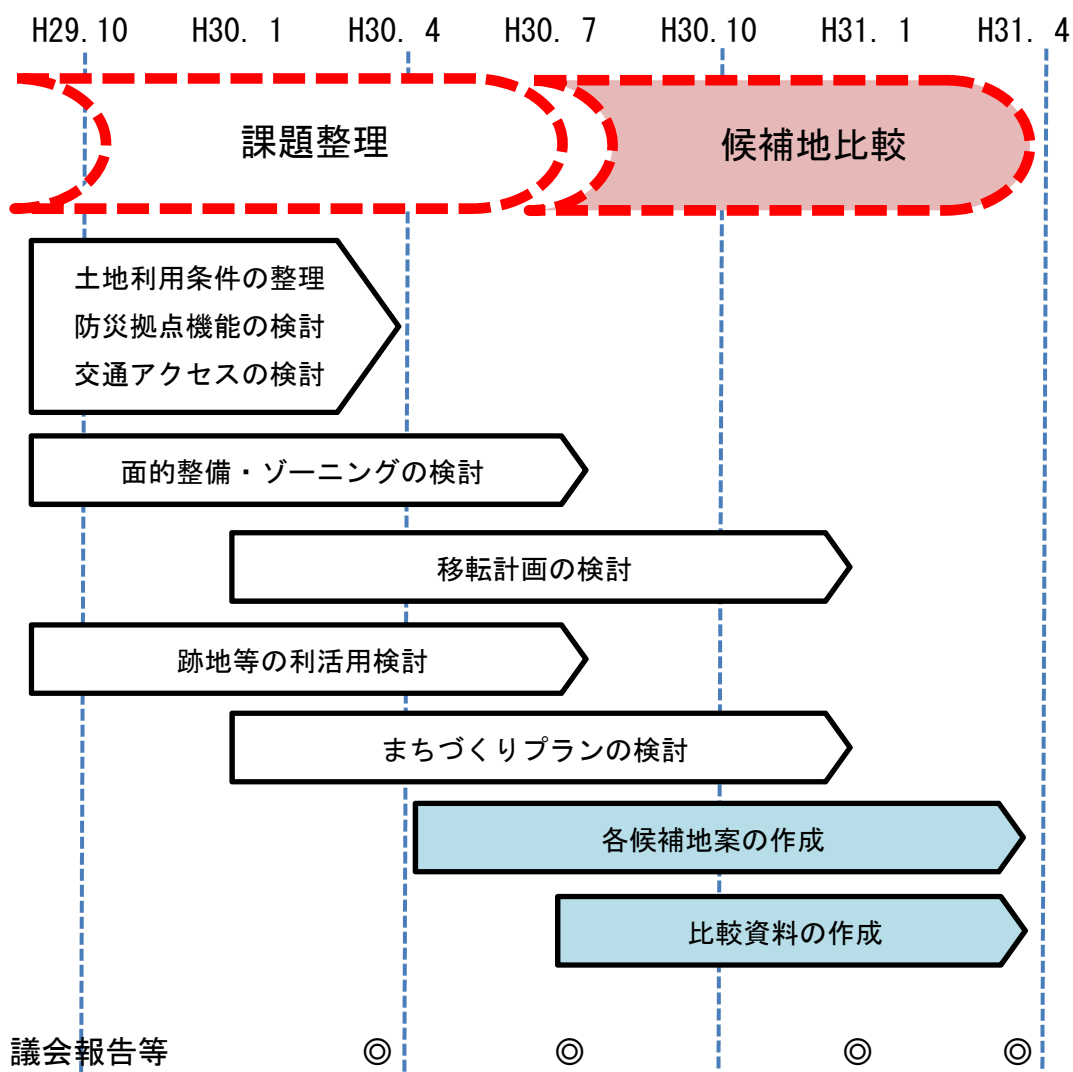 H29.10 H30. 1 H30. 4 H30. 7 H30.10 H31. 1 H31. 4
課題整理 候補地比較
土地利用条件の整理
防災拠点機能の検討
交通アクセスの検討
面的整備・ゾーニングの検討
移転計画の検討
跡地等の利活用検討
まちづくりプランの検討
各候補地案の作成
比較資料の作成
議会報告等 ◎ ◎ ◎ ◎